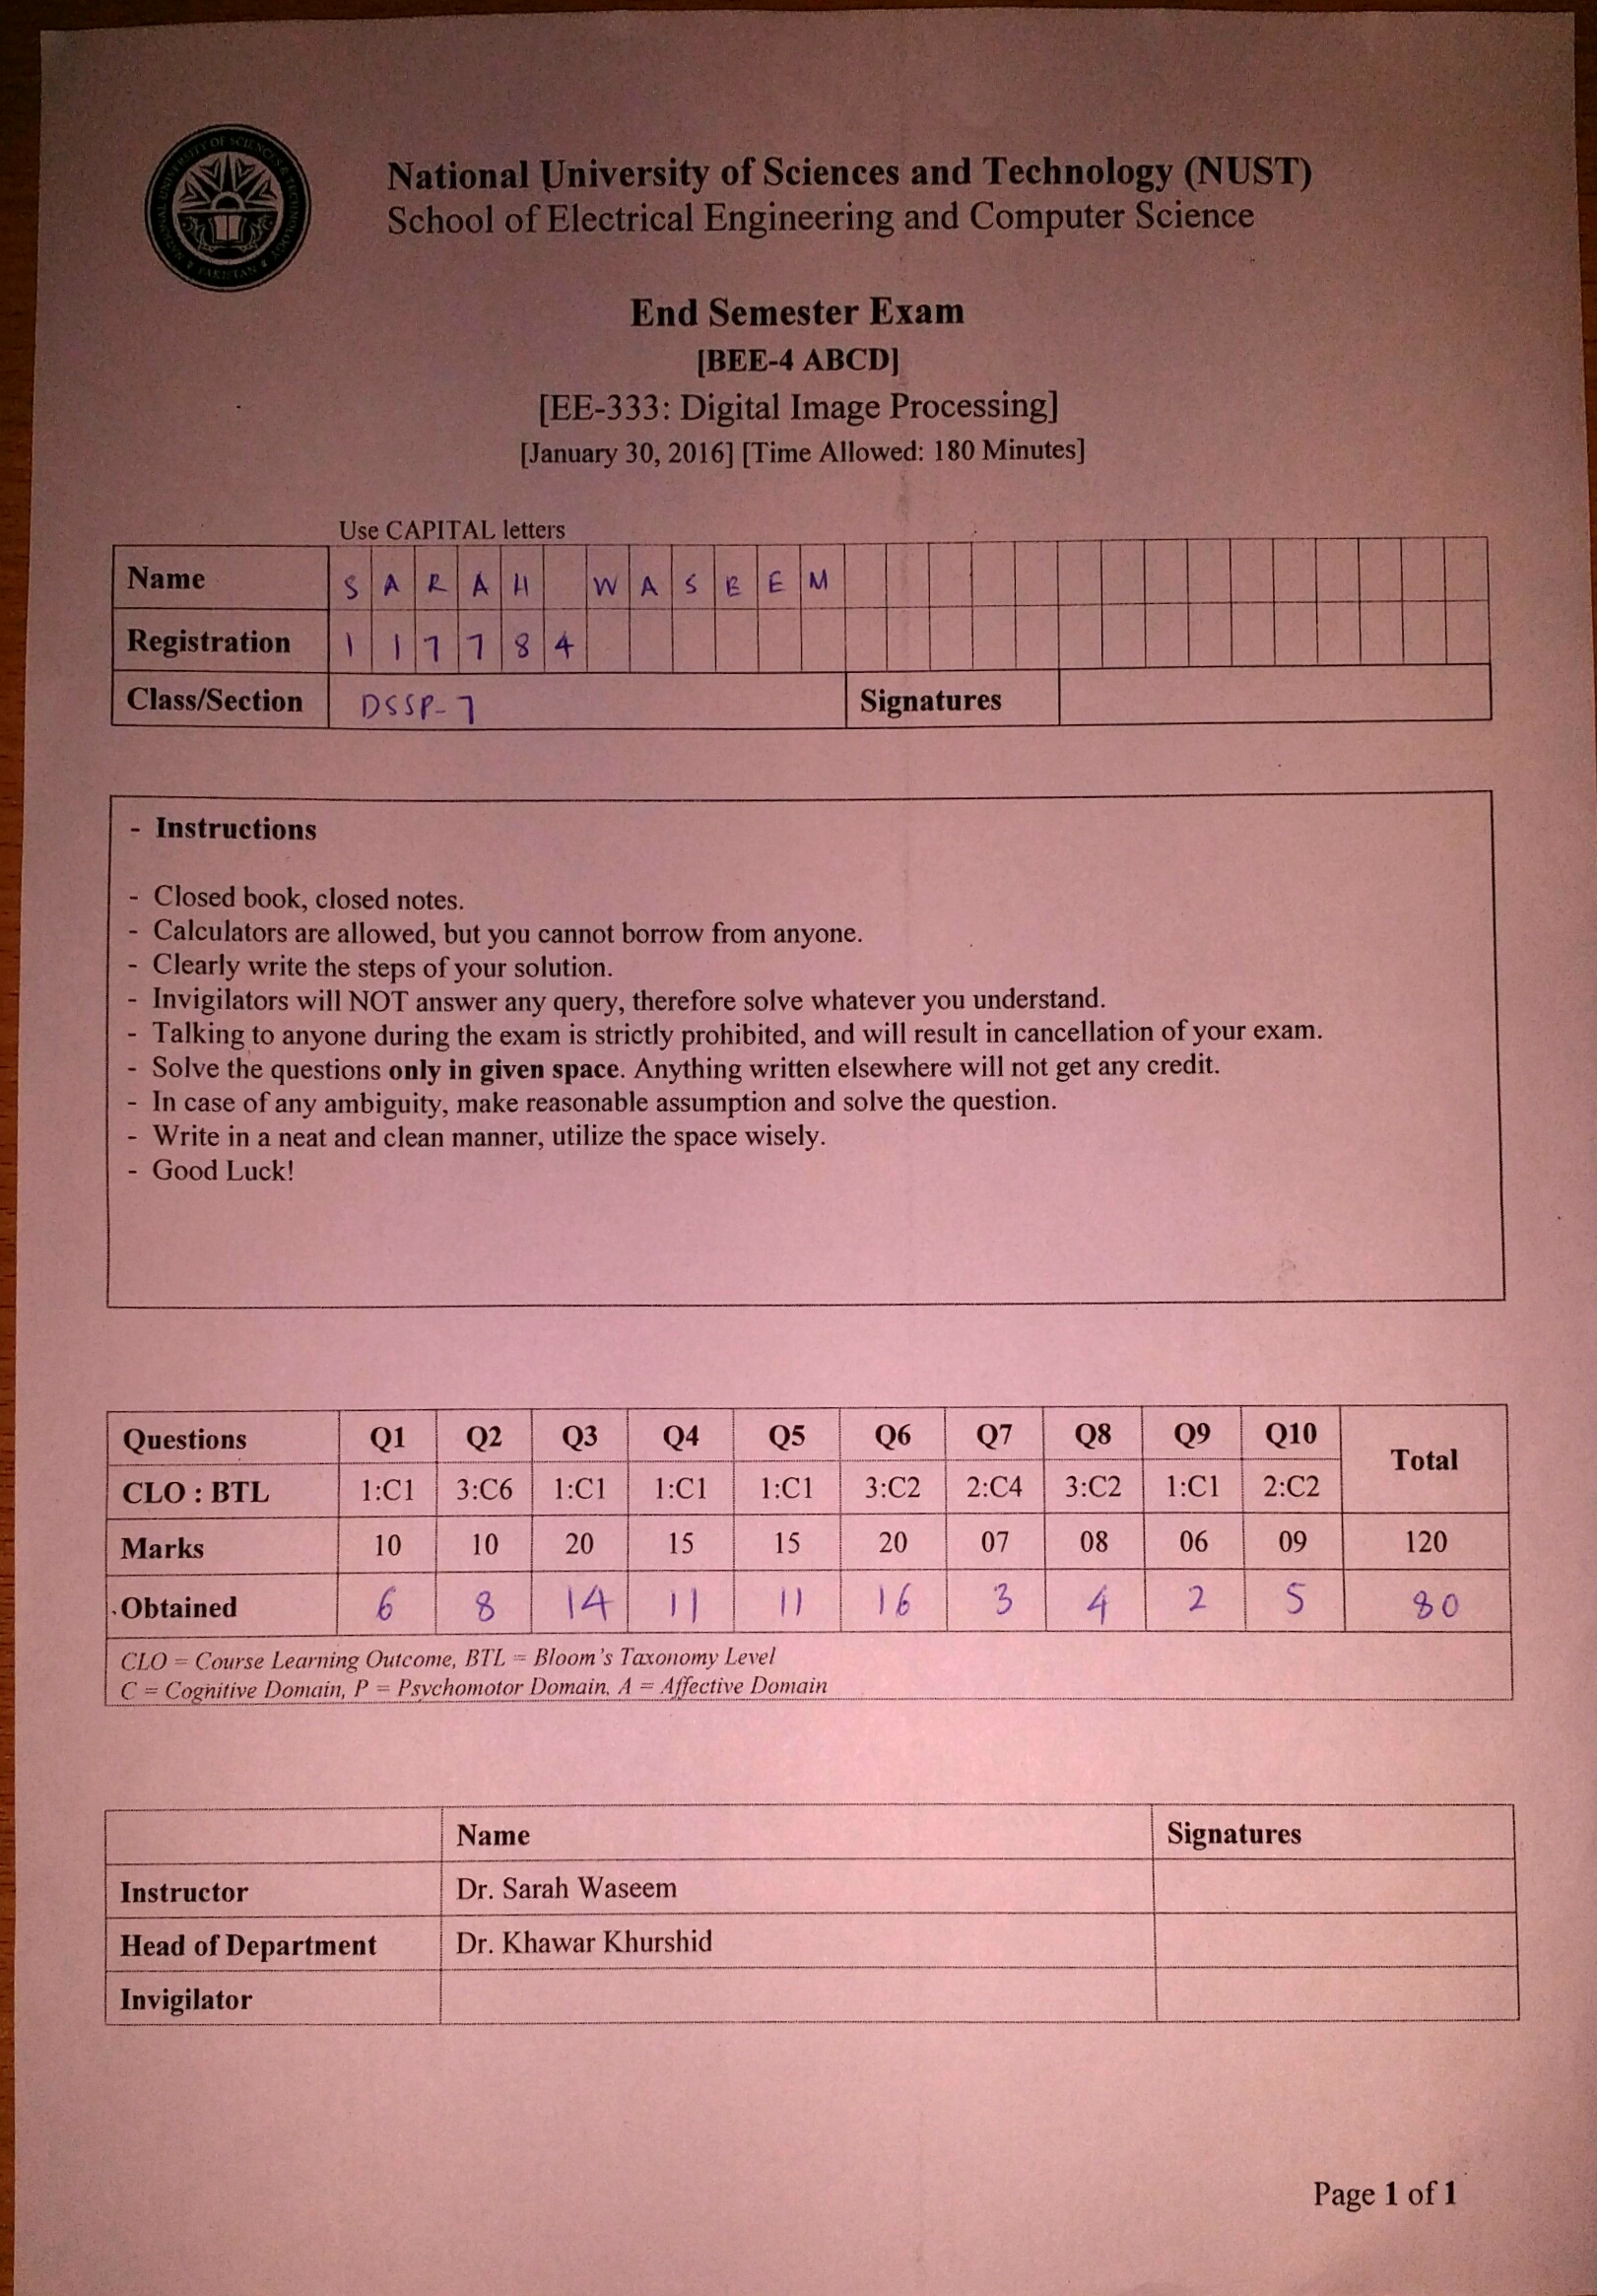 NATIONAL UNIVERSITY OF SCIENCES & TECHNOLOGY
PAKISTAN
National University of Sciences and Technology (NUST)
School of Electrical Engineering and Computer Science
End Semester Exam
[BEE-4 ABCD]
[EE-333: Digital Image Processing]
[January 30, 2016] [Time Allowed: 180 Minutes]
Use CAPITAL letters
Name SARAH WASEEM
Registration 117784
Class/Section DSSP-7 Signatures
- Instructions
- Closed book, closed notes.
- Calculators are allowed, but you cannot borrow from anyone.
- Clearly write the steps of your solution.
- Invigilators will NOT answer any query, therefore solve whatever you understand.
- Talking to anyone during the exam is strictly prohibited, and will result in cancellation of your exam.
- Solve the questions only in given space. Anything written elsewhere will not get any credit.
- In case of any ambiguity, make reasonable assumption and solve the question.
- Write in a neat and clean manner, utilize the space wisely.
- Good Luck!
Questions Q1 Q2 Q3 Q4 Q5 Q6 Q7 Q8 Q9 Q10 Total
CLO : BTL 1:C1 3:C6 1:C1 1:C1 1:C1 3:C2 2:C4 3:C2 1:C1 2:C2
Marks 10 10 20 15 15 20 07 08 06 09 120
Obtained 6 8 14 11 11 16 3 4 2 5 80
CLO = Course Learning Outcome, BTL = Bloom's Taxonomy Level
C = Cognitive Domain, P = Psychomotor Domain, A = Affective Domain
Name Signatures
Instructor Dr. Sarah Waseem
Head of Department Dr. Khawar Khurshid
Invigilator
Page 1 of 1